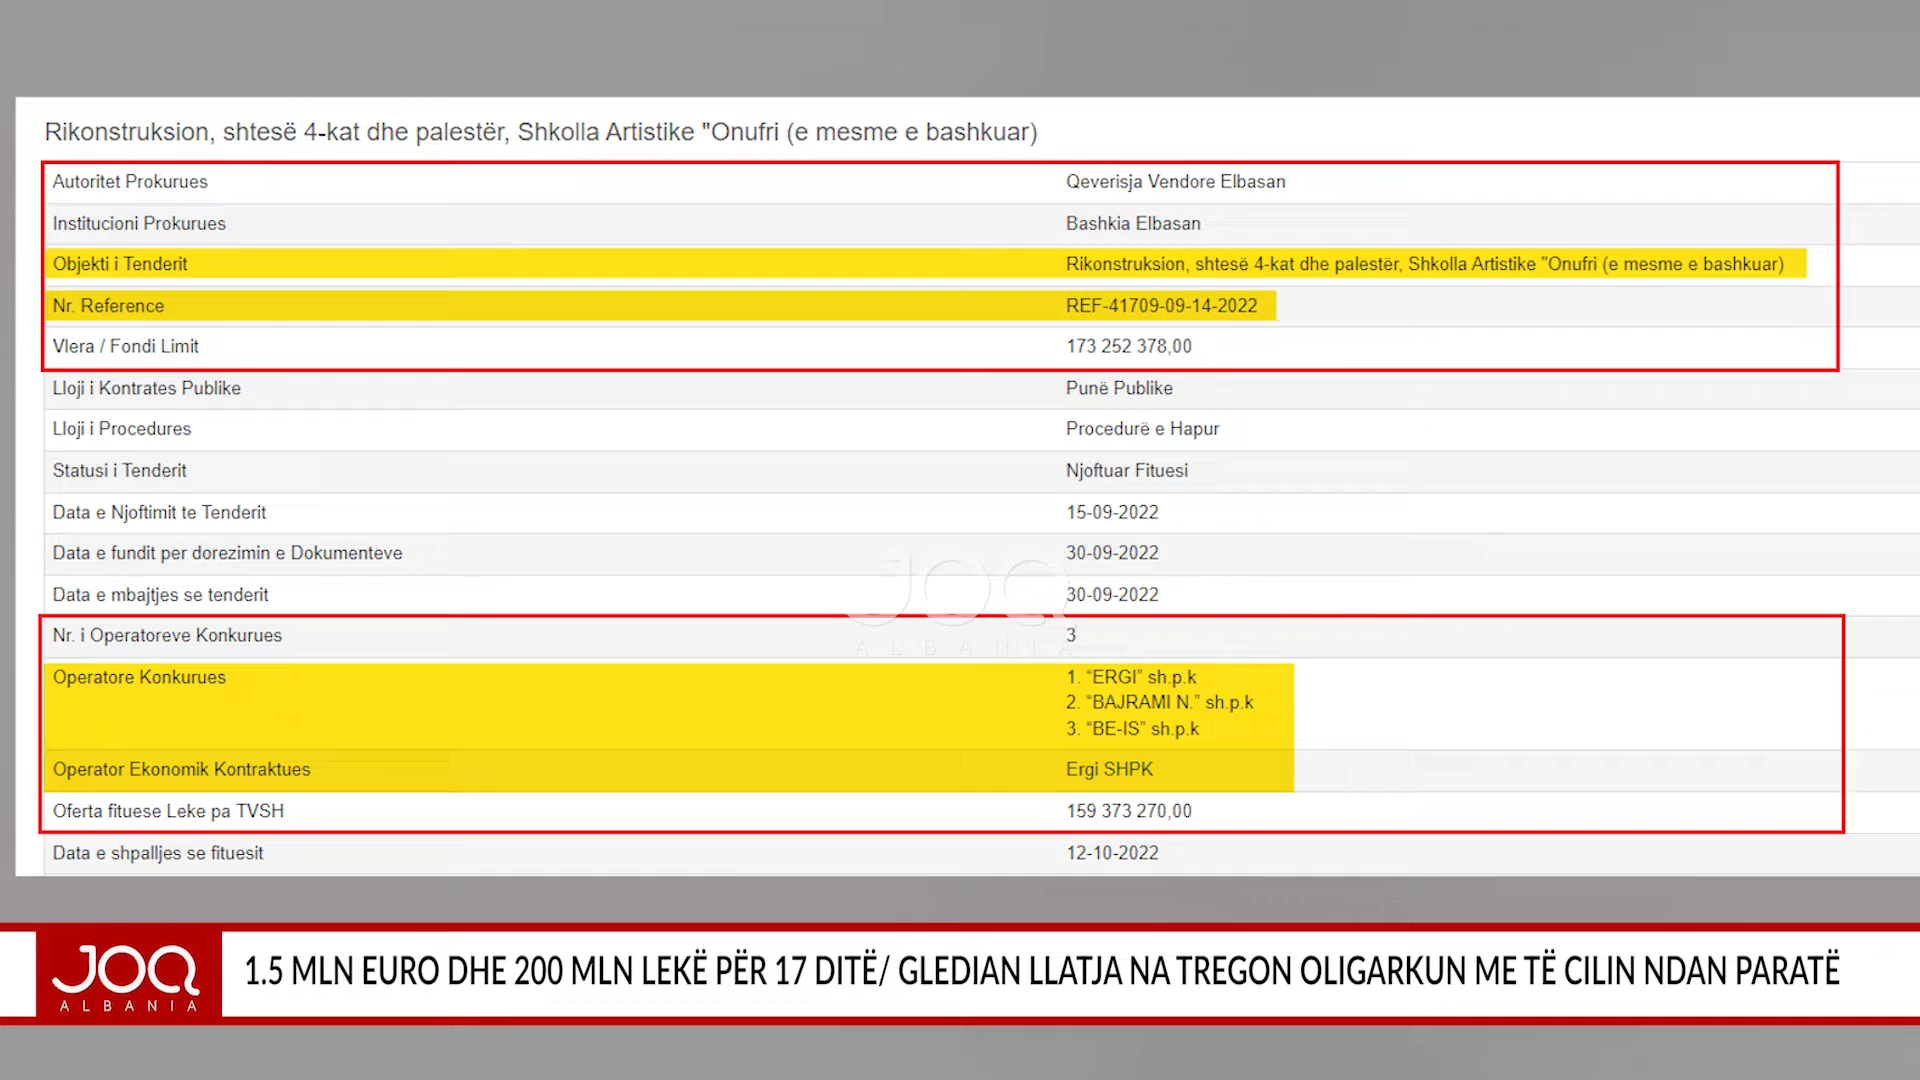 Rikonstruksion, shtesë 4-kat dhe palestër, Shkolla Artistike "Onufri (e mesme e bashkuar)
Autoritet Prokurues Qeverisja Vendore Elbasan
Institucioni Prokurues Bashkia Elbasan
Objekti i Tenderit Rikonstruksion, shtesë 4-kat dhe palestër, Shkolla Artistike "Onufri (e mesme e bashkuar)
Nr. Reference REF-41709-09-14-2022
Vlera / Fondi Limit 173 252 378,00
Lloji i Kontrates Publike Punë Publike
Lloji i Procedures Procedurë e Hapur
Statusi i Tenderit Njoftuar Fituesi
Data e Njoftimit te Tenderit 15-09-2022
Data e fundit per dorezimin e Dokumenteve 30-09-2022
Data e mbajtjes se tenderit 30-09-2022
JOQ
ALBANIA
Nr. i Operatoreve Konkurues 3
Operatore Konkurues 1. “ERGI” sh.p.k
2. “BAJRAMI N.” sh.p.k
3. “BE-IS” sh.p.k
Operator Ekonomik Kontraktues Ergi SHPK
Oferta fituese Leke pa TVSH 159 373 270,00
Data e shpalljes se fituesit 12-10-2022
JOQ
ALBANIA
1.5 MLN EURO DHE 200 MLN LEKË PËR 17 DITË/ GLEDIAN LLATJA NA TREGON OLIGARKUN ME TË CILIN NDAN PARATË